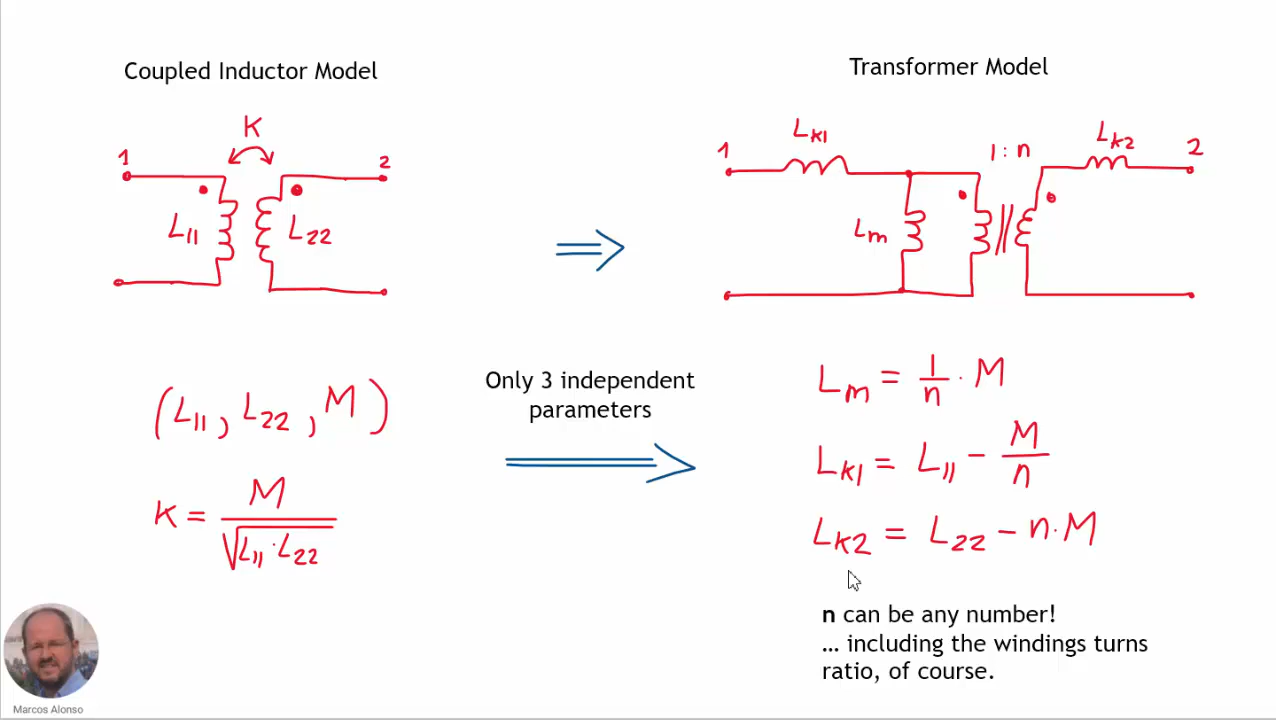 Coupled Inductor Model
K
1
2
L11
L22
Transformer Model
Lk1
1
Lm
1 : n
Lk2
2
(L11, L22, M)
K = M / √(L11 · L22)
Only 3 independent
parameters
Lm = 1/n · M
Lk1 = L11 − M/n
Lk2 = L22 − n · M
n can be any number!
... including the windings turns
ratio, of course.
Marcos Alonso